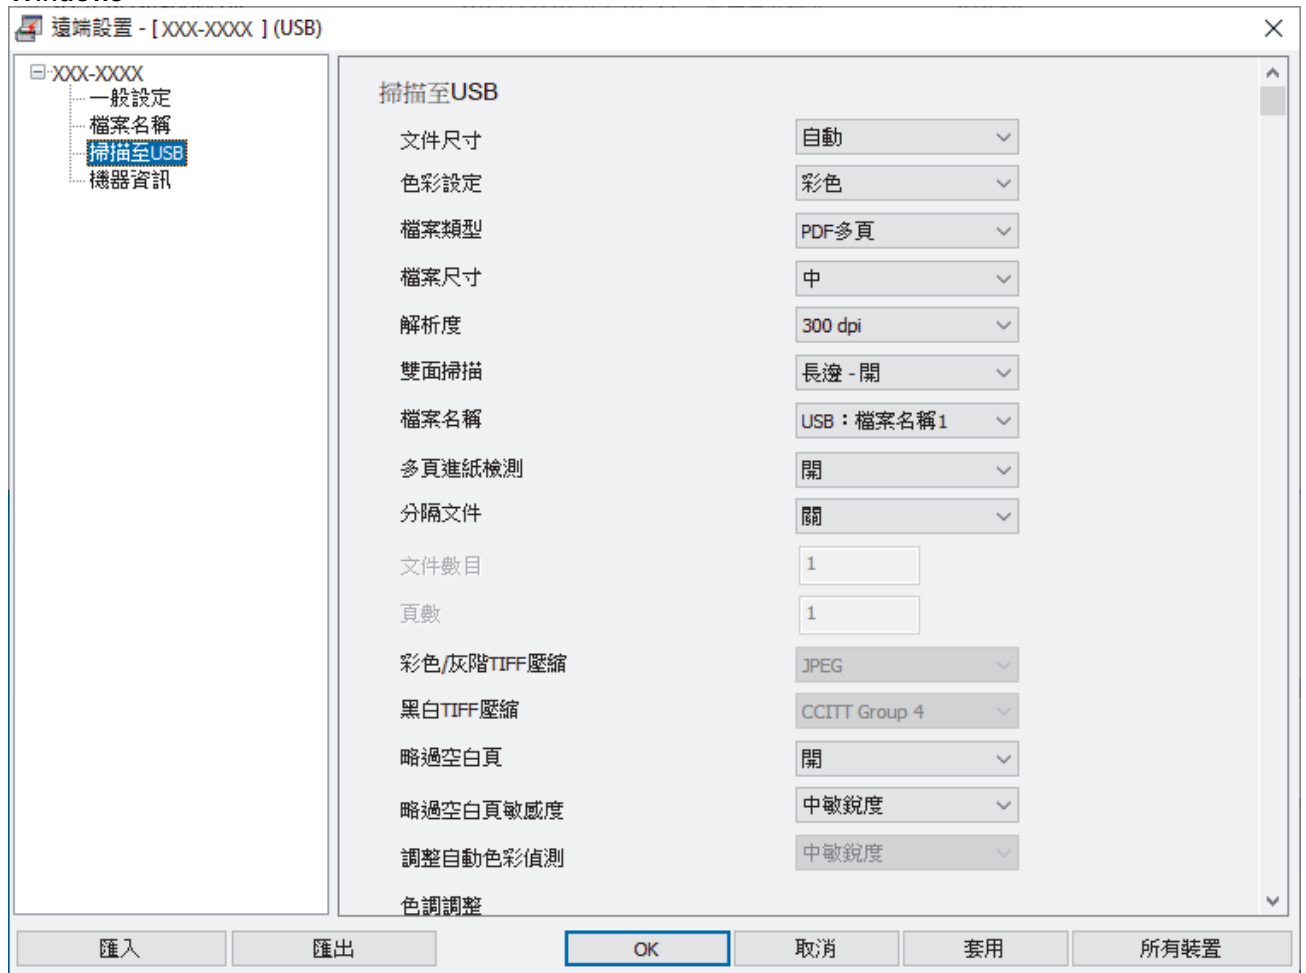 Windows
遠端設置 - [ XXX-XXXX ] (USB)
XXX-XXXX
一般設定
檔案名稱
掃描至USB
機器資訊
掃描至USB
文件尺寸 自動
色彩設定 彩色
檔案類型 PDF多頁
檔案尺寸 中
解析度 300 dpi
雙面掃描 長邊 - 開
檔案名稱 USB：檔案名稱1
多頁進紙檢測 開
分隔文件 關
文件數目 1
頁數 1
彩色/灰階TIFF壓縮 JPEG
黑白TIFF壓縮 CCITT Group 4
略過空白頁 開
略過空白頁敏感度 中敏銳度
調整自動色彩偵測 中敏銳度
色調調整
匯入 匯出 OK 取消 套用 所有裝置